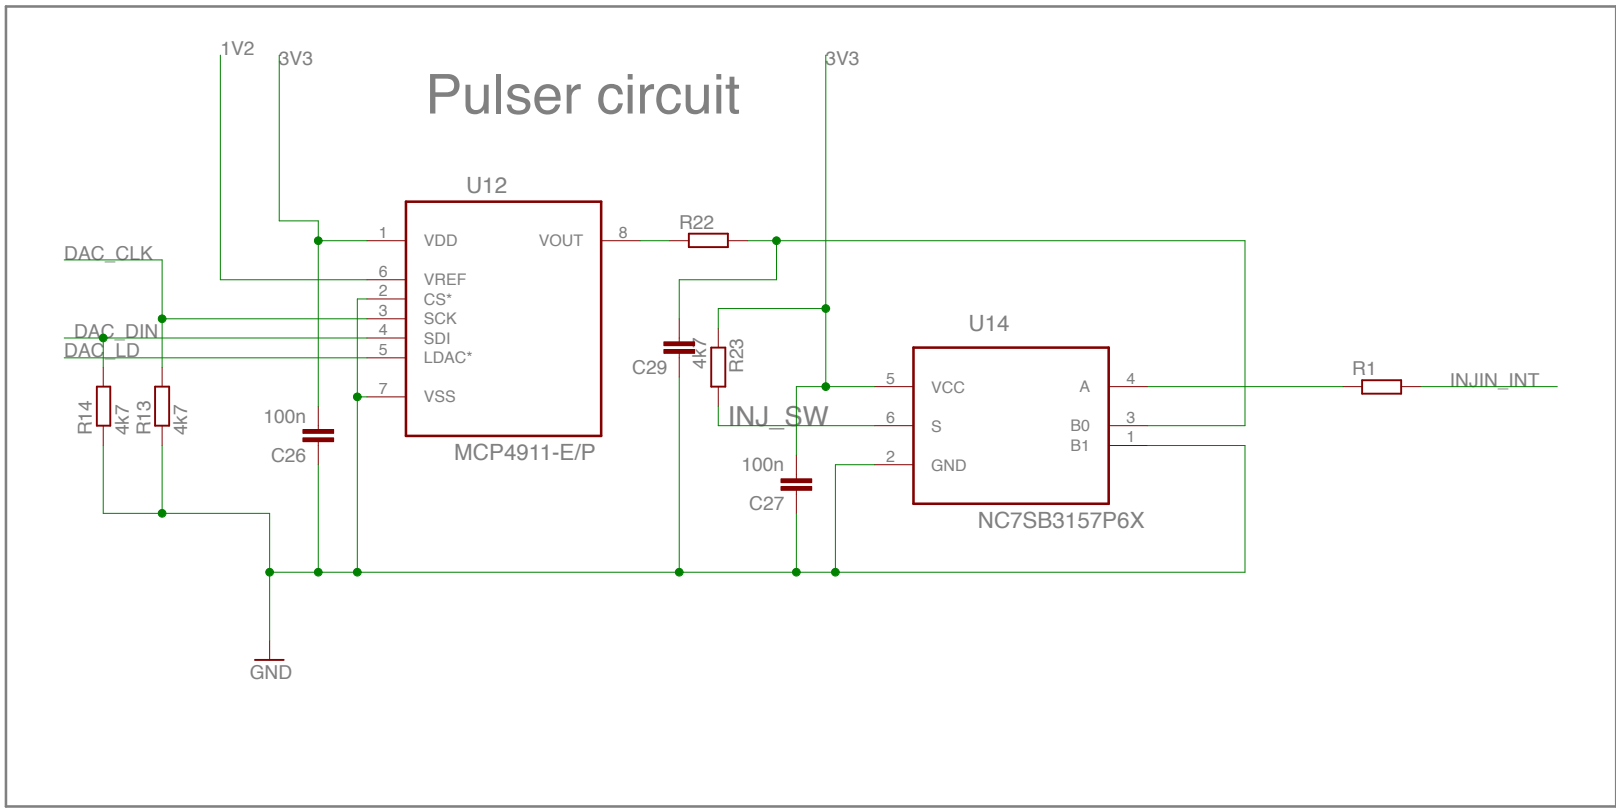 1V2
3V3
3V3
Pulser circuit
U12
DAC_CLK
DAC_DIN
DAC_LD
1 VDD
6 VREF
2 CS*
3 SCK
4 SDI
5 LDAC*
7 VSS
VOUT 8
MCP4911-E/P
R22
R14
4k7
R13
4k7
100n
C26
C29
4k7
R23
INJ_SW
100n
C27
U14
5 VCC
6 S
2 GND
A 4
B0 3
B1 1
NC7SB3157P6X
R1
INJIN_INT
GND